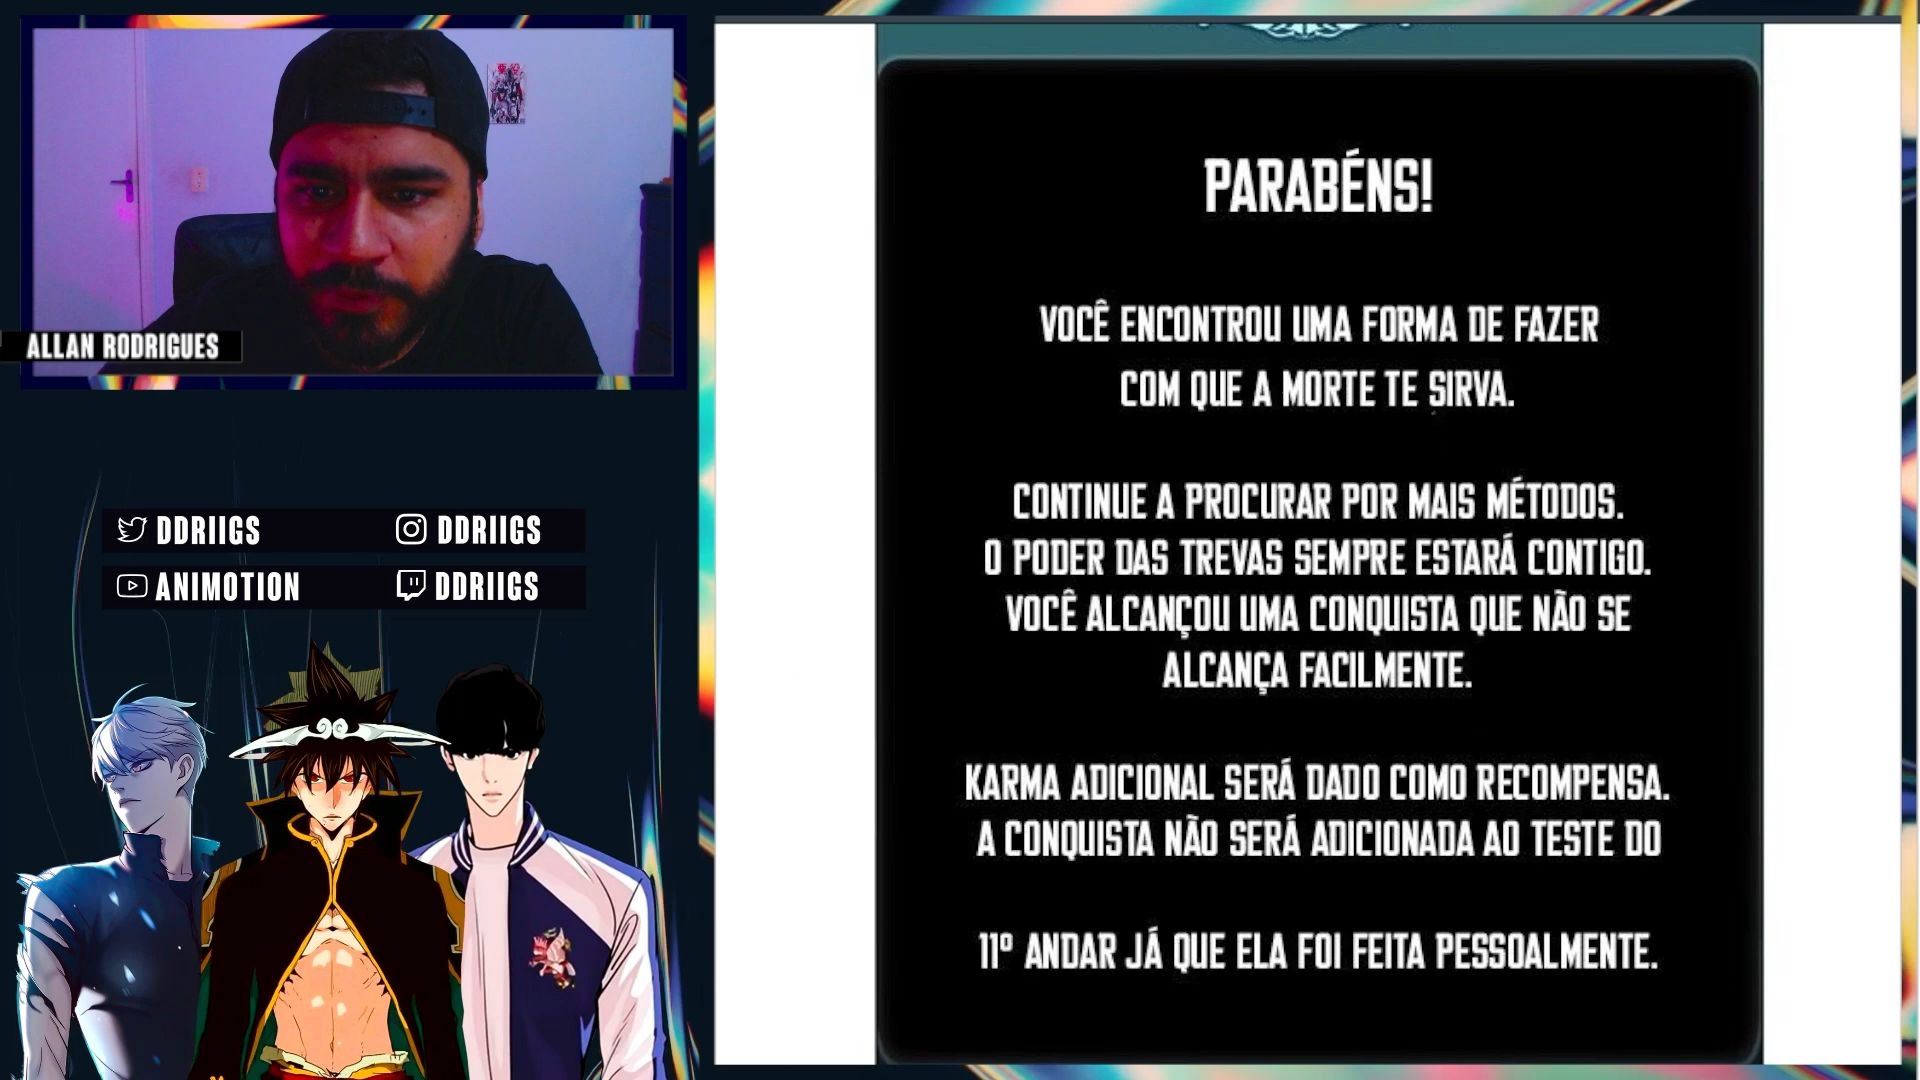 ALLAN RODRIGUES
DDRIIGS
DDRIIGS
ANIMOTION
DDRIIGS
PARABÉNS!
VOCÊ ENCONTROU UMA FORMA DE FAZER
COM QUE A MORTE TE SIRVA.
CONTINUE A PROCURAR POR MAIS MÉTODOS.
O PODER DAS TREVAS SEMPRE ESTARÁ CONTIGO.
VOCÊ ALCANÇOU UMA CONQUISTA QUE NÃO SE
ALCANÇA FACILMENTE.
KARMA ADICIONAL SERÁ DADO COMO RECOMPENSA.
A CONQUISTA NÃO SERÁ ADICIONADA AO TESTE DO
11º ANDAR JÁ QUE ELA FOI FEITA PESSOALMENTE.